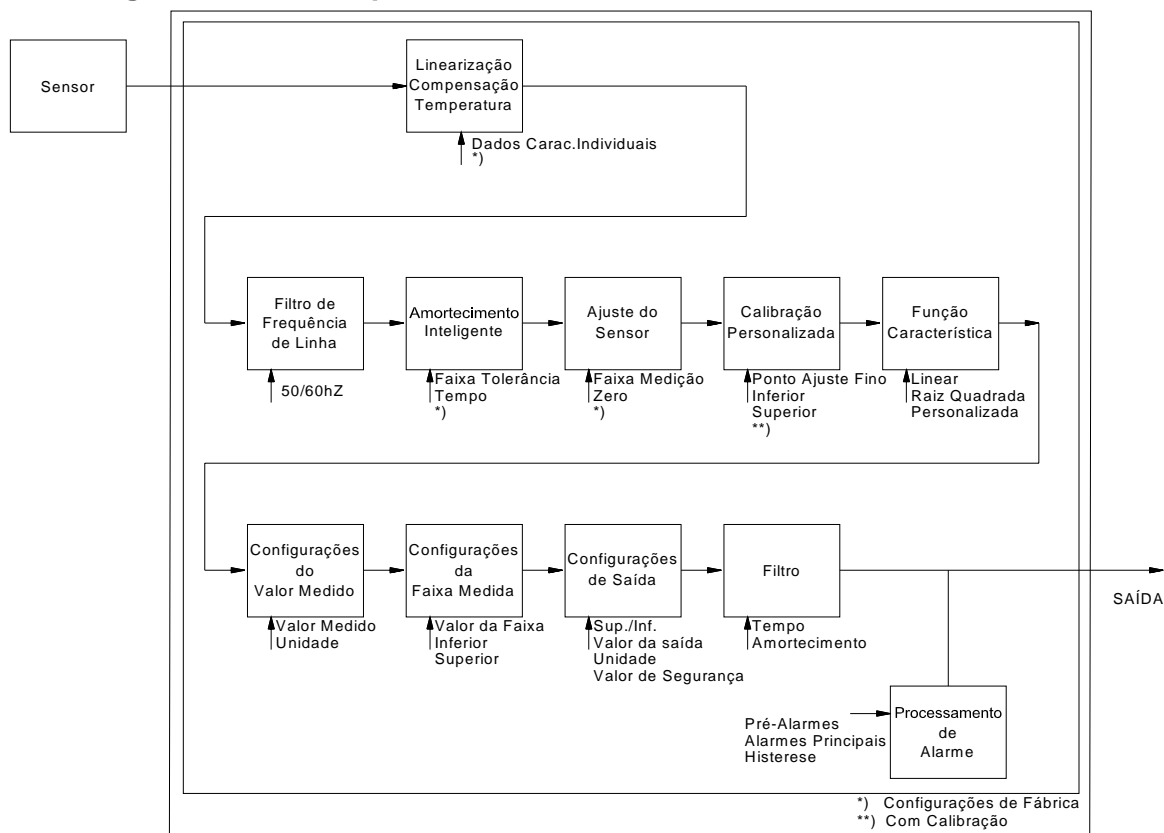 Sensor
Linearização
Compensação
Temperatura
Dados Carac.Individuais
*)
Filtro de
Frequência
de Linha
50/60hZ
Amortecimento
Inteligente
Faixa Tolerância
Tempo
*)
Ajuste do
Sensor
Faixa Medição
Zero
*)
Calibração
Personalizada
Ponto Ajuste Fino
Inferior
Superior
**)
Função
Característica
Linear
Raiz Quadrada
Personalizada
Configurações
do
Valor Medido
Valor Medido
Unidade
Configurações
da
Faixa Medida
Valor da Faixa
Inferior
Superior
Configurações
de Saída
Sup./Inf.
Valor da saída
Unidade
Valor de Segurança
Filtro
Tempo
Amortecimento
SAÍDA
Pré-Alarmes
Alarmes Principais
Histerese
Processamento
de
Alarme
*) Configurações de Fábrica
**) Com Calibração